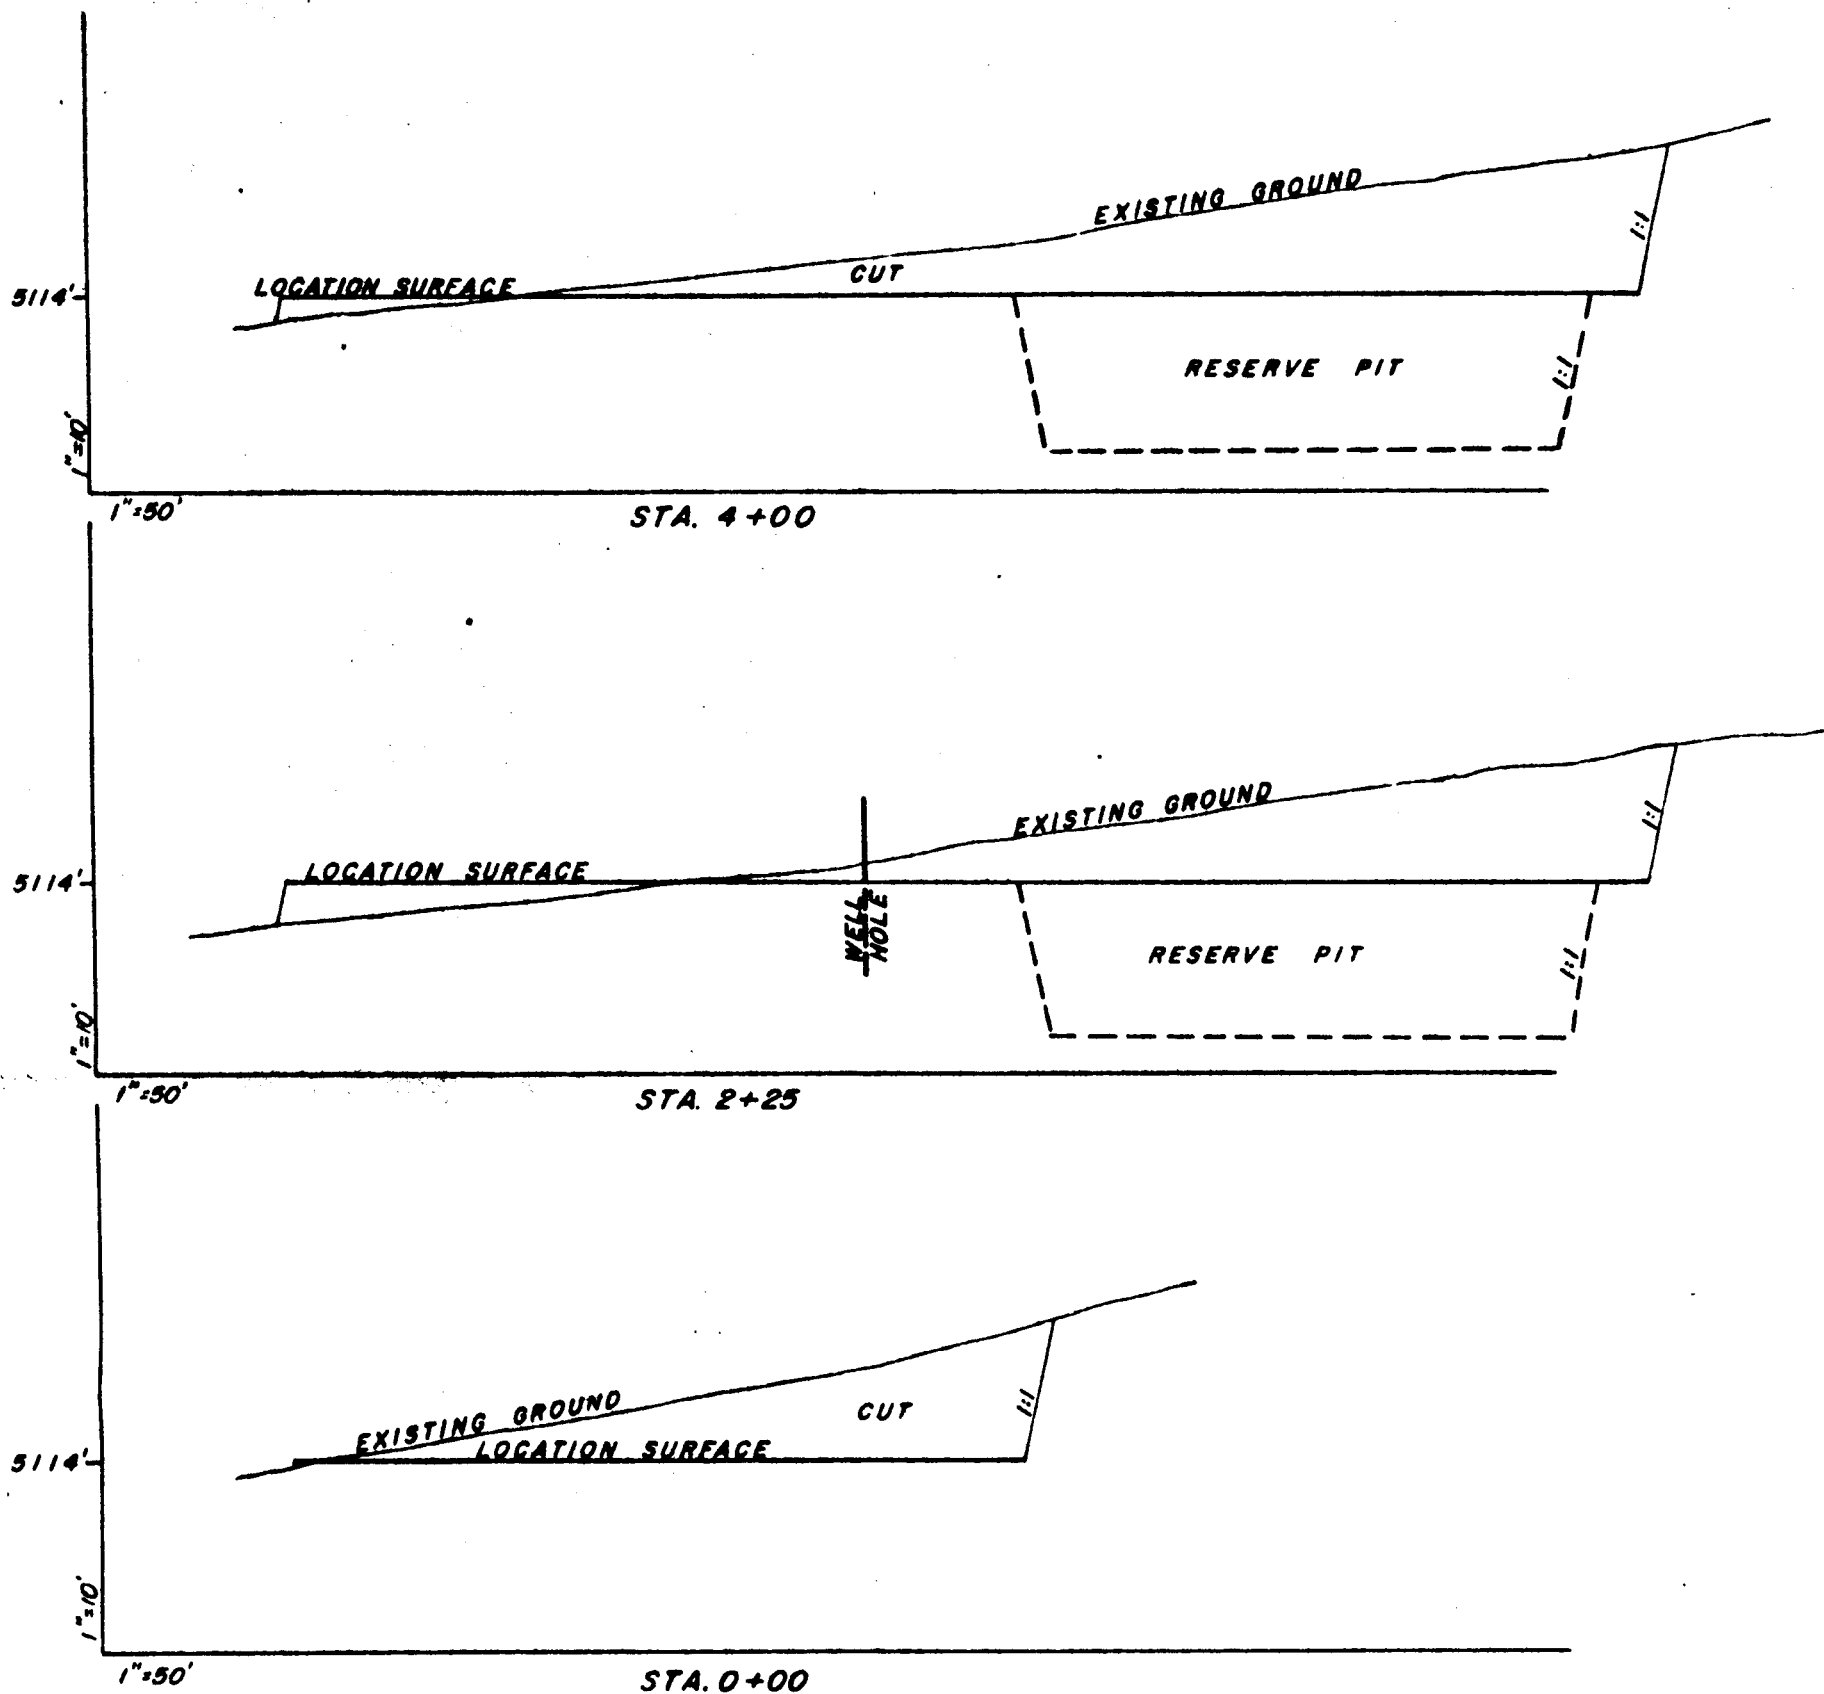 EXISTING GROUND
1:1
CUT
LOCATION SURFACE
5114'
RESERVE PIT
1:1
1"=10'
1"=50'
STA. 4+00
EXISTING GROUND
1:1
LOCATION SURFACE
5114'
WELL
HOLE
RESERVE PIT
1:1
1"=10'
1"=50'
STA. 2+25
EXISTING GROUND
CUT
1:1
LOCATION SURFACE
5114'
1"=10'
1"=50'
STA. 0+00